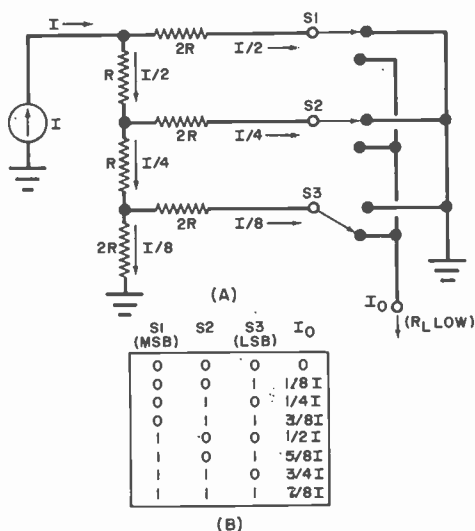 I →
2R
I/2 →
S1
R
I/2
I
2R
I/4 →
S2
R
I/4
2R
I/8 →
S3
2R
I/8
(A)
I₀
(RL LOW)
S1 S2 S3 I₀
(MSB) (LSB)
0 0 0 0
0 0 1 1/8 I
0 1 0 1/4 I
0 1 1 3/8 I
1 0 0 1/2 I
1 0 1 5/8 I
1 1 0 3/4 I
1 1 1 7/8 I
(B)